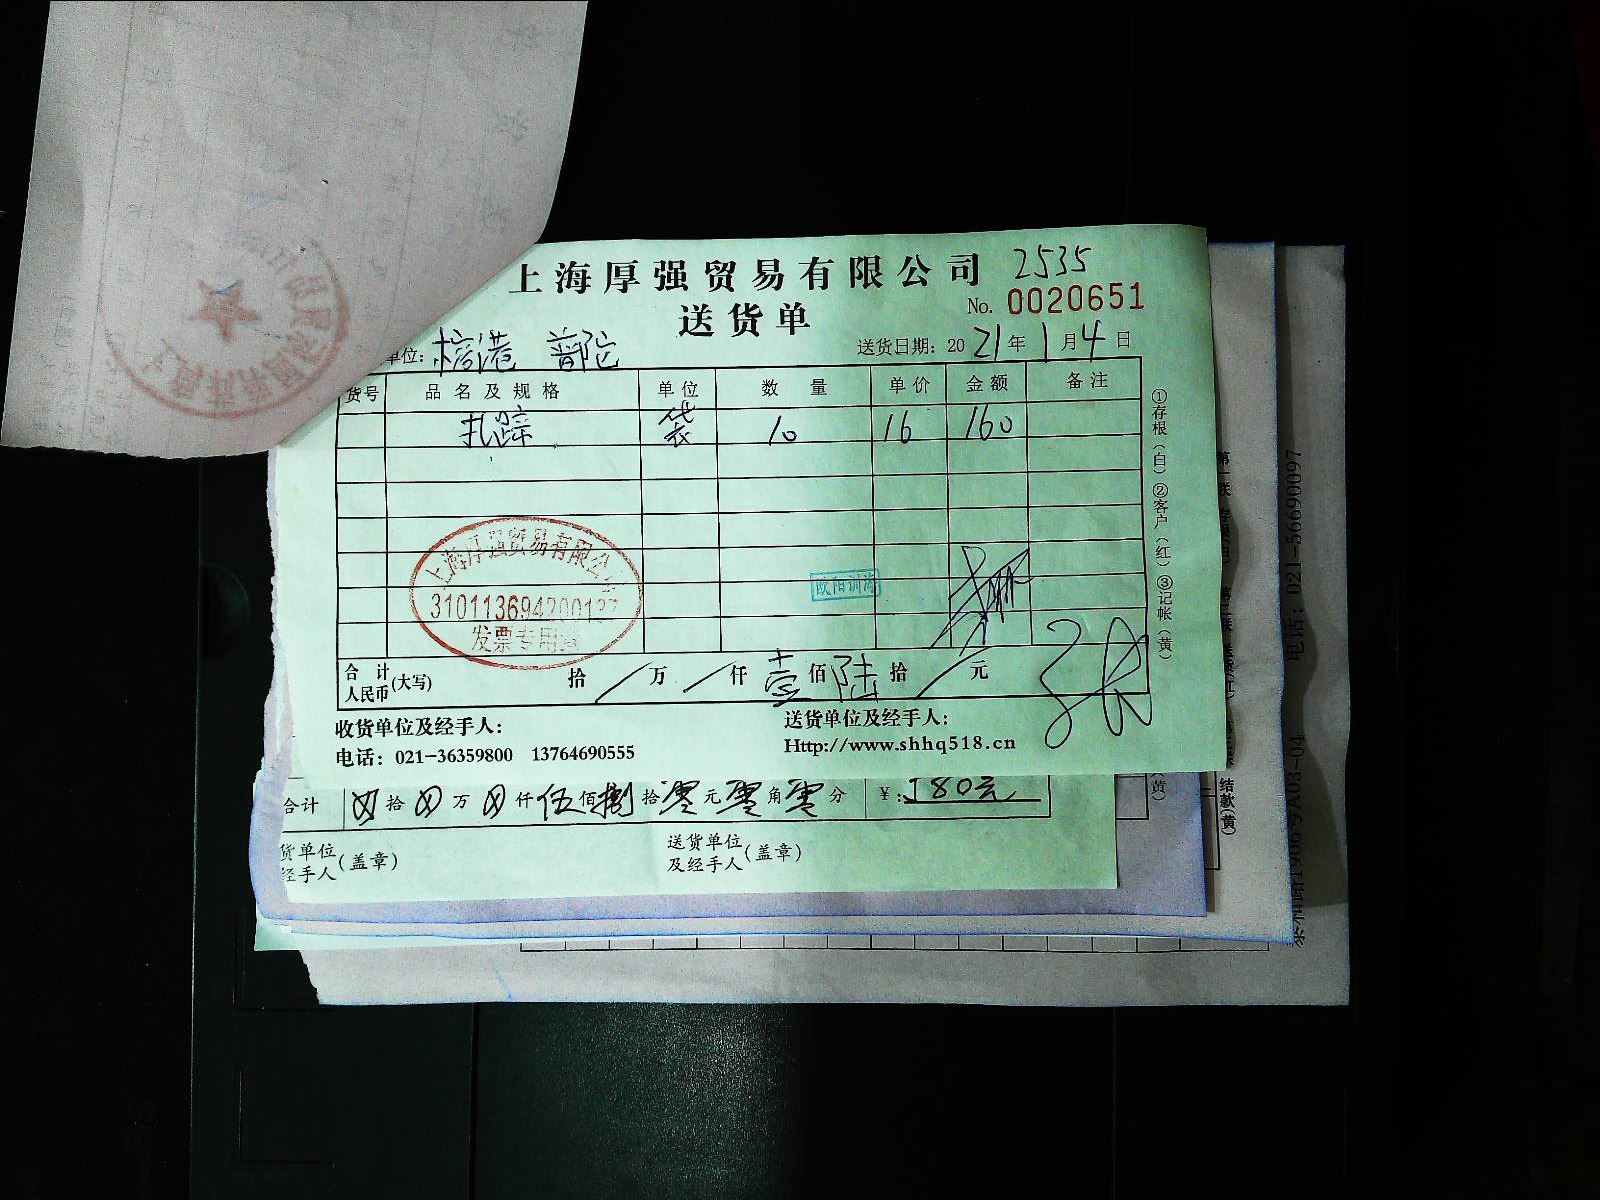 上海厚强贸易有限公司 2535
送货单 No. 0020651
单位: 普陀 送货日期: 2021年1月4日
货号 品名及规格 单位 数量 单价 金额 备注
袋 10 16 160
上海厚强贸易有限公司
310113694200137
发票专用章
欧阳训海
合计人民币(大写) 拾/万/仟壹佰陆拾/元
收货单位及经手人: 送货单位及经手人:
电话: 021-36359800 13764690555 Http://www.shhq518.cn
①存根(白)②客户(红)③记帐(黄)
合计 拾 万 仟伍佰捌拾零元零角零分 ¥:580元
货单位 (盖章) 送货单位 (盖章)
经手人 及经手人
结款(黄)
电话: 021-56690097